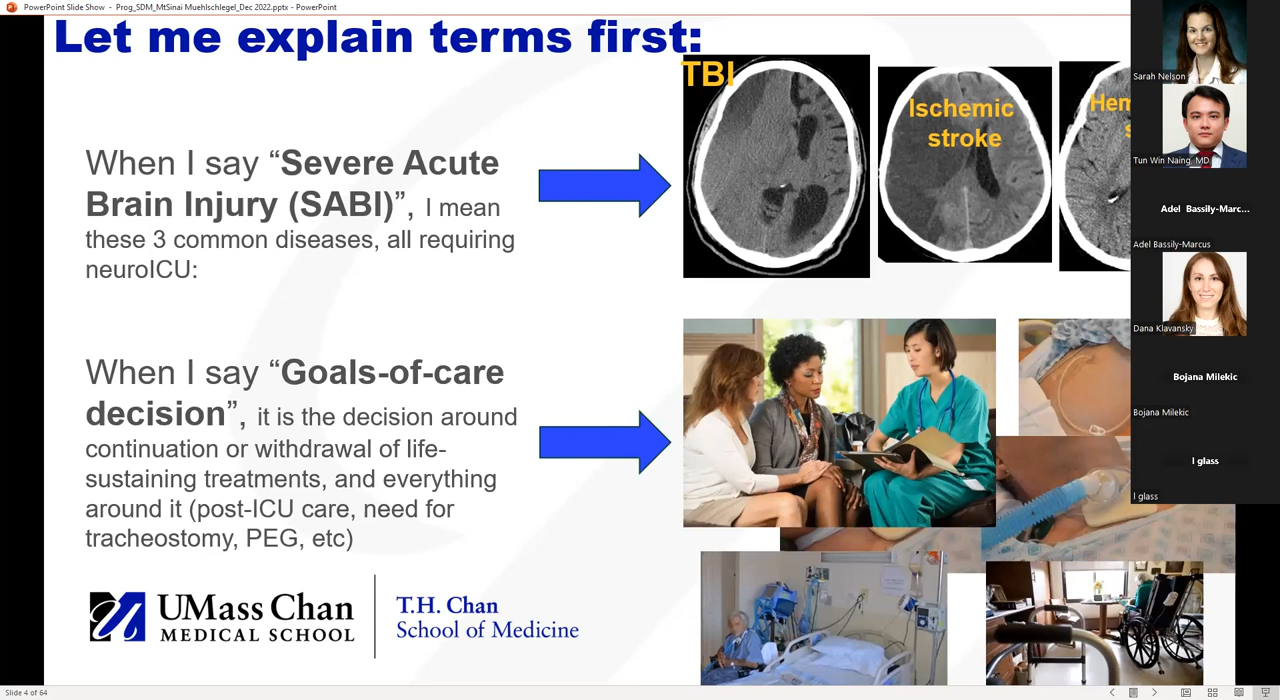 PowerPoint Slide Show - Prog_SDM_MtSinai Muehlschlegel_Dec 2022.pptx - PowerPoint
Let me explain terms first:
When I say “Severe Acute
Brain Injury (SABI)”, I mean
these 3 common diseases, all requiring
neuroICU:
TBI
Ischemic
stroke
Hem
s
When I say “Goals-of-care
decision”, it is the decision around
continuation or withdrawal of life-
sustaining treatments, and everything
around it (post-ICU care, need for
tracheostomy, PEG, etc)
UMass Chan
MEDICAL SCHOOL
T.H. Chan
School of Medicine
Sarah Nelson
Tun Win Naing, MD
Adel Bassily-Marc...
Adel Bassily-Marcus
Dana Klavansky
Bojana Milekic
Bojana Milekic
I glass
I glass
Slide 4 of 64